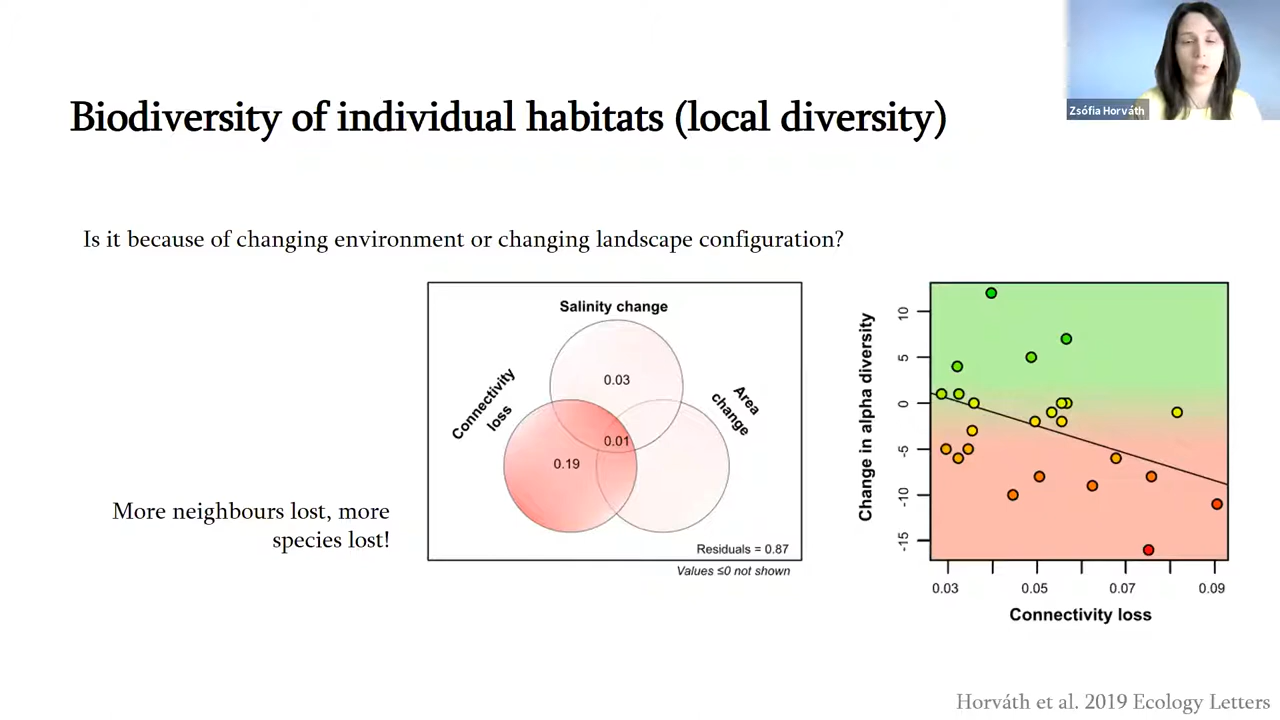 Zsófia Horváth
Biodiversity of individual habitats (local diversity)
Is it because of changing environment or changing landscape configuration?
More neighbours lost, more
species lost!
Salinity change
Connectivity
loss
Area
change
0.03
0.01
0.19
Residuals = 0.87
Values ≤0 not shown
Change in alpha diversity
10
5
0
-5
-10
-15
0.03 0.05 0.07 0.09
Connectivity loss
Horváth et al. 2019 Ecology Letters